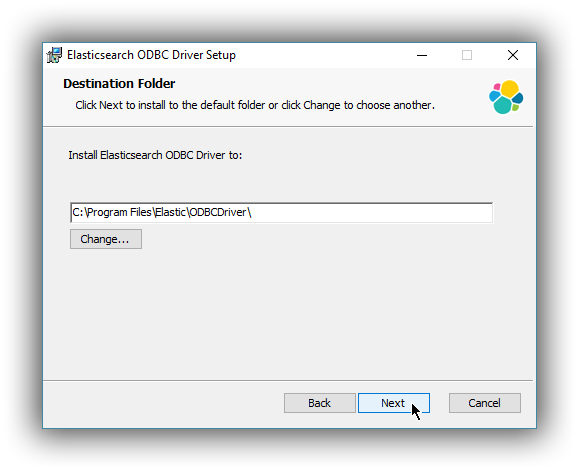 Elasticsearch ODBC Driver Setup
Destination Folder
Click Next to install to the default folder or click Change to choose another.
Install Elasticsearch ODBC Driver to:
C:\Program Files\Elastic\ODBCDriver\
Change...
Back Next Cancel